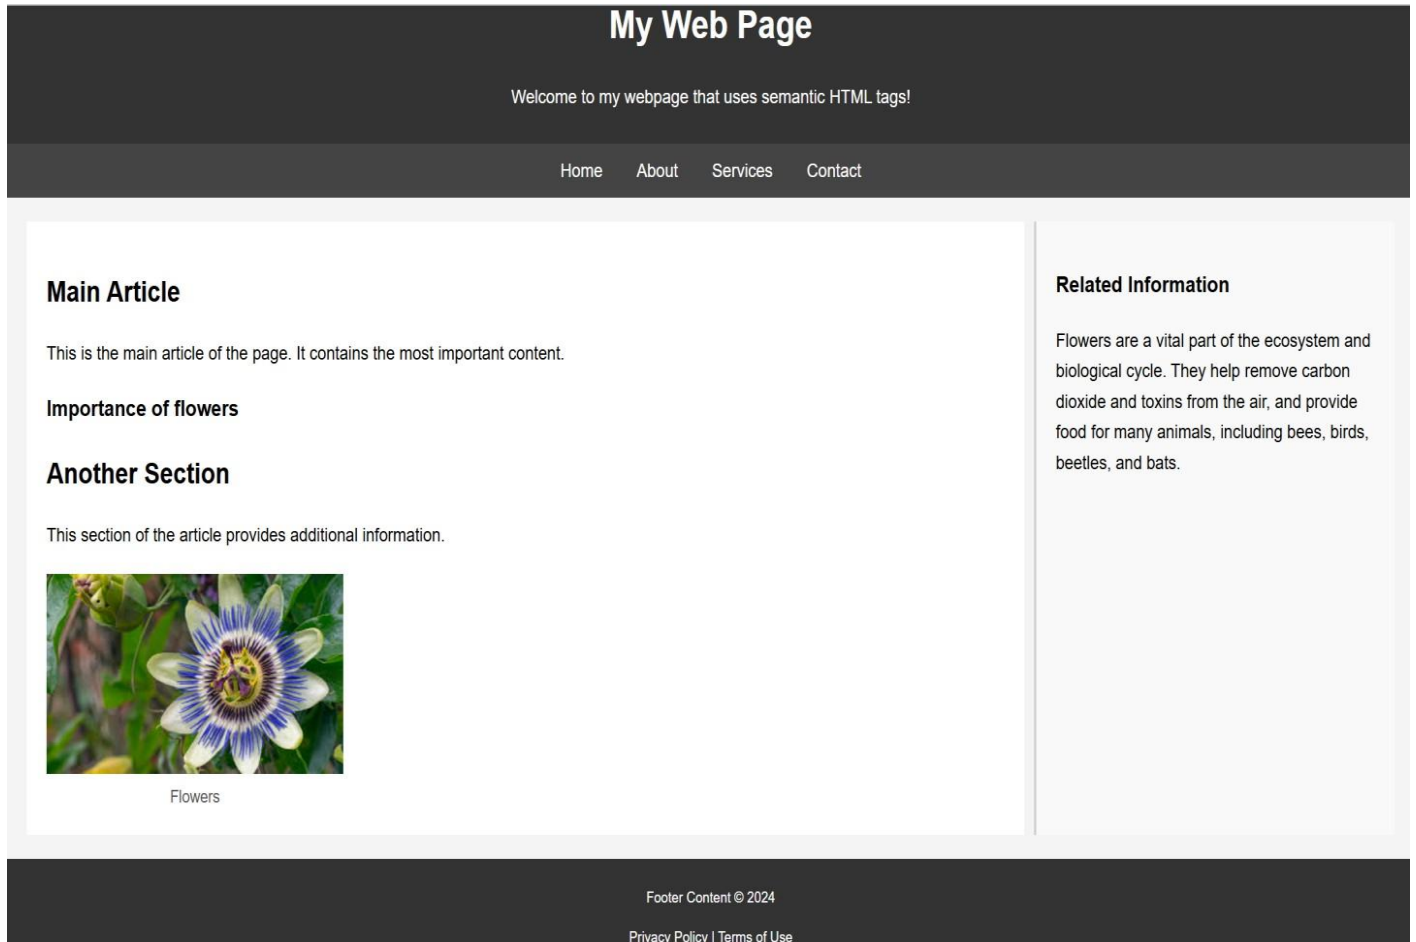 My Web Page
Welcome to my webpage that uses semantic HTML tags!
Home About Services Contact
Main Article
This is the main article of the page. It contains the most important content.
Importance of flowers
Another Section
This section of the article provides additional information.
Flowers
Related Information
Flowers are a vital part of the ecosystem and
biological cycle. They help remove carbon
dioxide and toxins from the air, and provide
food for many animals, including bees, birds,
beetles, and bats.
Footer Content © 2024
Privacy Policy | Terms of Use